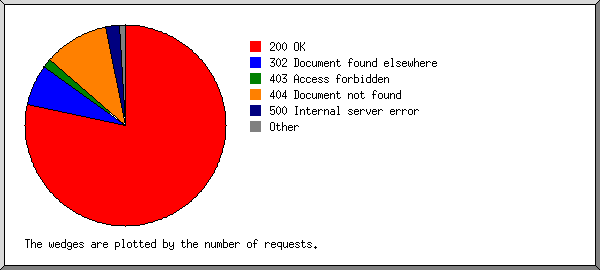 200 OK
302 Document found elsewhere
403 Access forbidden
404 Document not found
500 Internal server error
Other
The wedges are plotted by the number of requests.